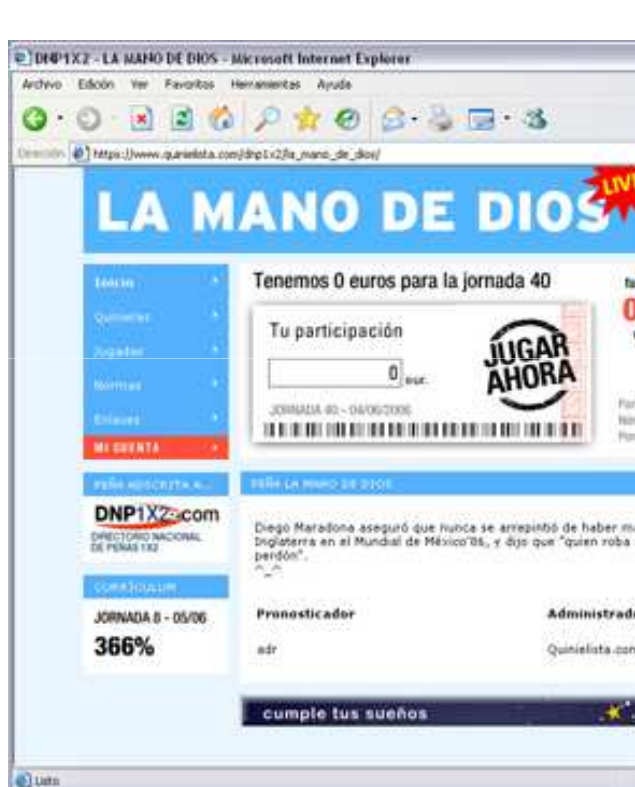 DNP1X2 - LA MANO DE DIOS - Microsoft Internet Explorer
Archivo Edición Ver Favoritos Herramientas Ayuda
Dirección https://www.quinielista.com/dnp1x2/la_mano_de_dios/
LA MANO DE DIOS
LIV
Inicio
Quinielas
Jugadas
Normas
Enlaces
MI CUENTA
Tenemos 0 euros para la jornada 40
Tu participación
0 eur.
JUGAR
AHORA
JORNADA 40 - 04/06/2006
PEÑA ADSCRITA A...
DNP1X2.com
DIRECTORIO NACIONAL
DE PEÑAS 1X2
CURRÍCULUM
JORNADA 8 - 05/06
366%
PEÑA LA MANO DE DIOS
Diego Maradona aseguró que nunca se arrepintió de haber
Inglaterra en el Mundial de México'86, y dijo que "quien roba
perdón".
^_^
Pronosticador Administrad
adr Quinielista.com
cumple tus sueños
Listo